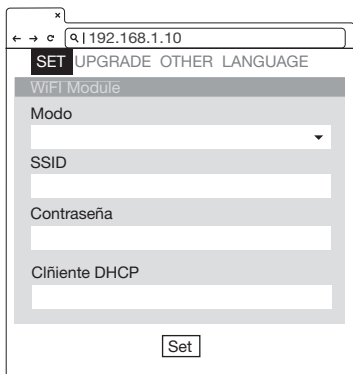 192.168.1.10
SET UPGRADE OTHER LANGUAGE
WiFI Module
Modo
SSID
Contraseña
Clñiente DHCP
Set